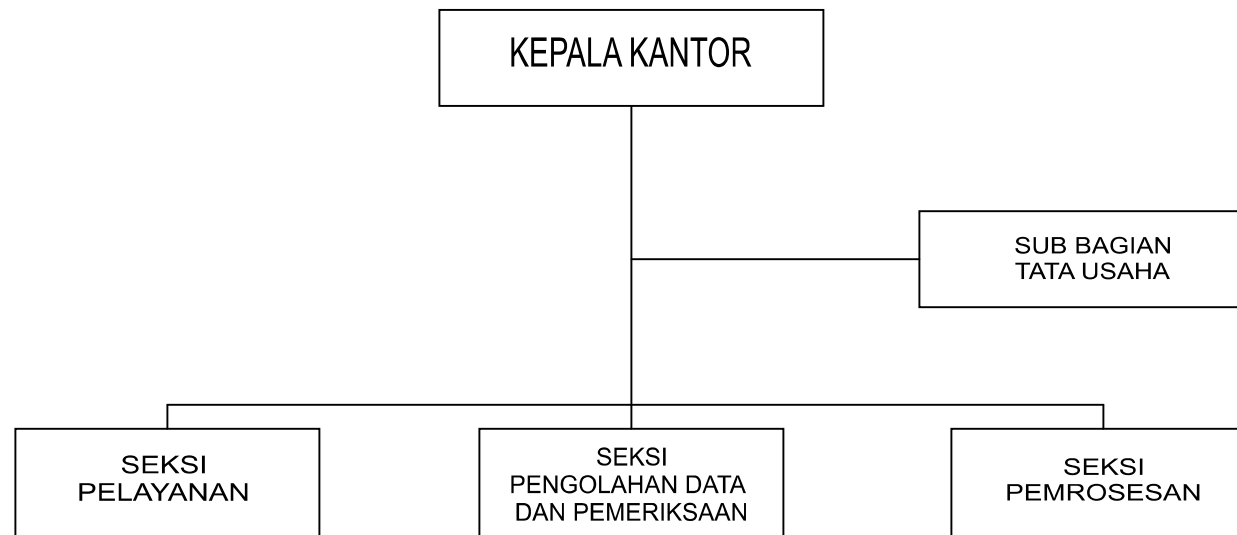 KEPALA KANTOR
SUB BAGIAN
TATA USAHA
SEKSI
PELAYANAN
SEKSI
PENGOLAHAN DATA
DAN PEMERIKSAAN
SEKSI
PEMROSESAN